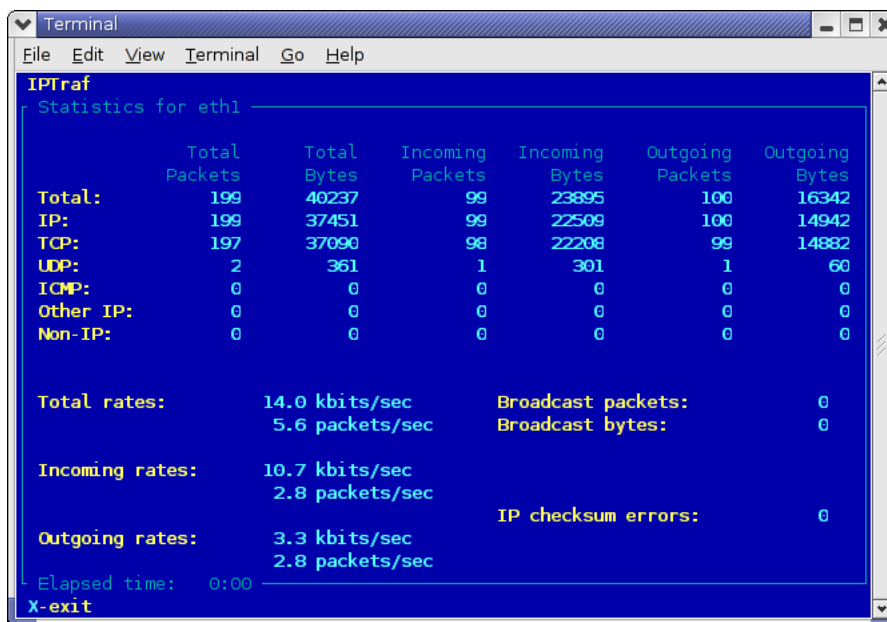 Terminal
File Edit View Terminal Go Help
IPTraf
Statistics for eth1
Total Total Incoming Incoming Outgoing Outgoing
Packets Bytes Packets Bytes Packets Bytes
Total: 199 40237 99 23895 100 16342
IP: 199 37451 99 22509 100 14942
TCP: 197 37090 98 22208 99 14882
UDP: 2 361 1 301 1 60
ICMP: 0 0 0 0 0 0
Other IP: 0 0 0 0 0 0
Non-IP: 0 0 0 0 0 0
Total rates: 14.0 kbits/sec Broadcast packets: 0
5.6 packets/sec Broadcast bytes: 0
Incoming rates: 10.7 kbits/sec
2.8 packets/sec
IP checksum errors: 0
Outgoing rates: 3.3 kbits/sec
2.8 packets/sec
Elapsed time: 0:00
X-exit